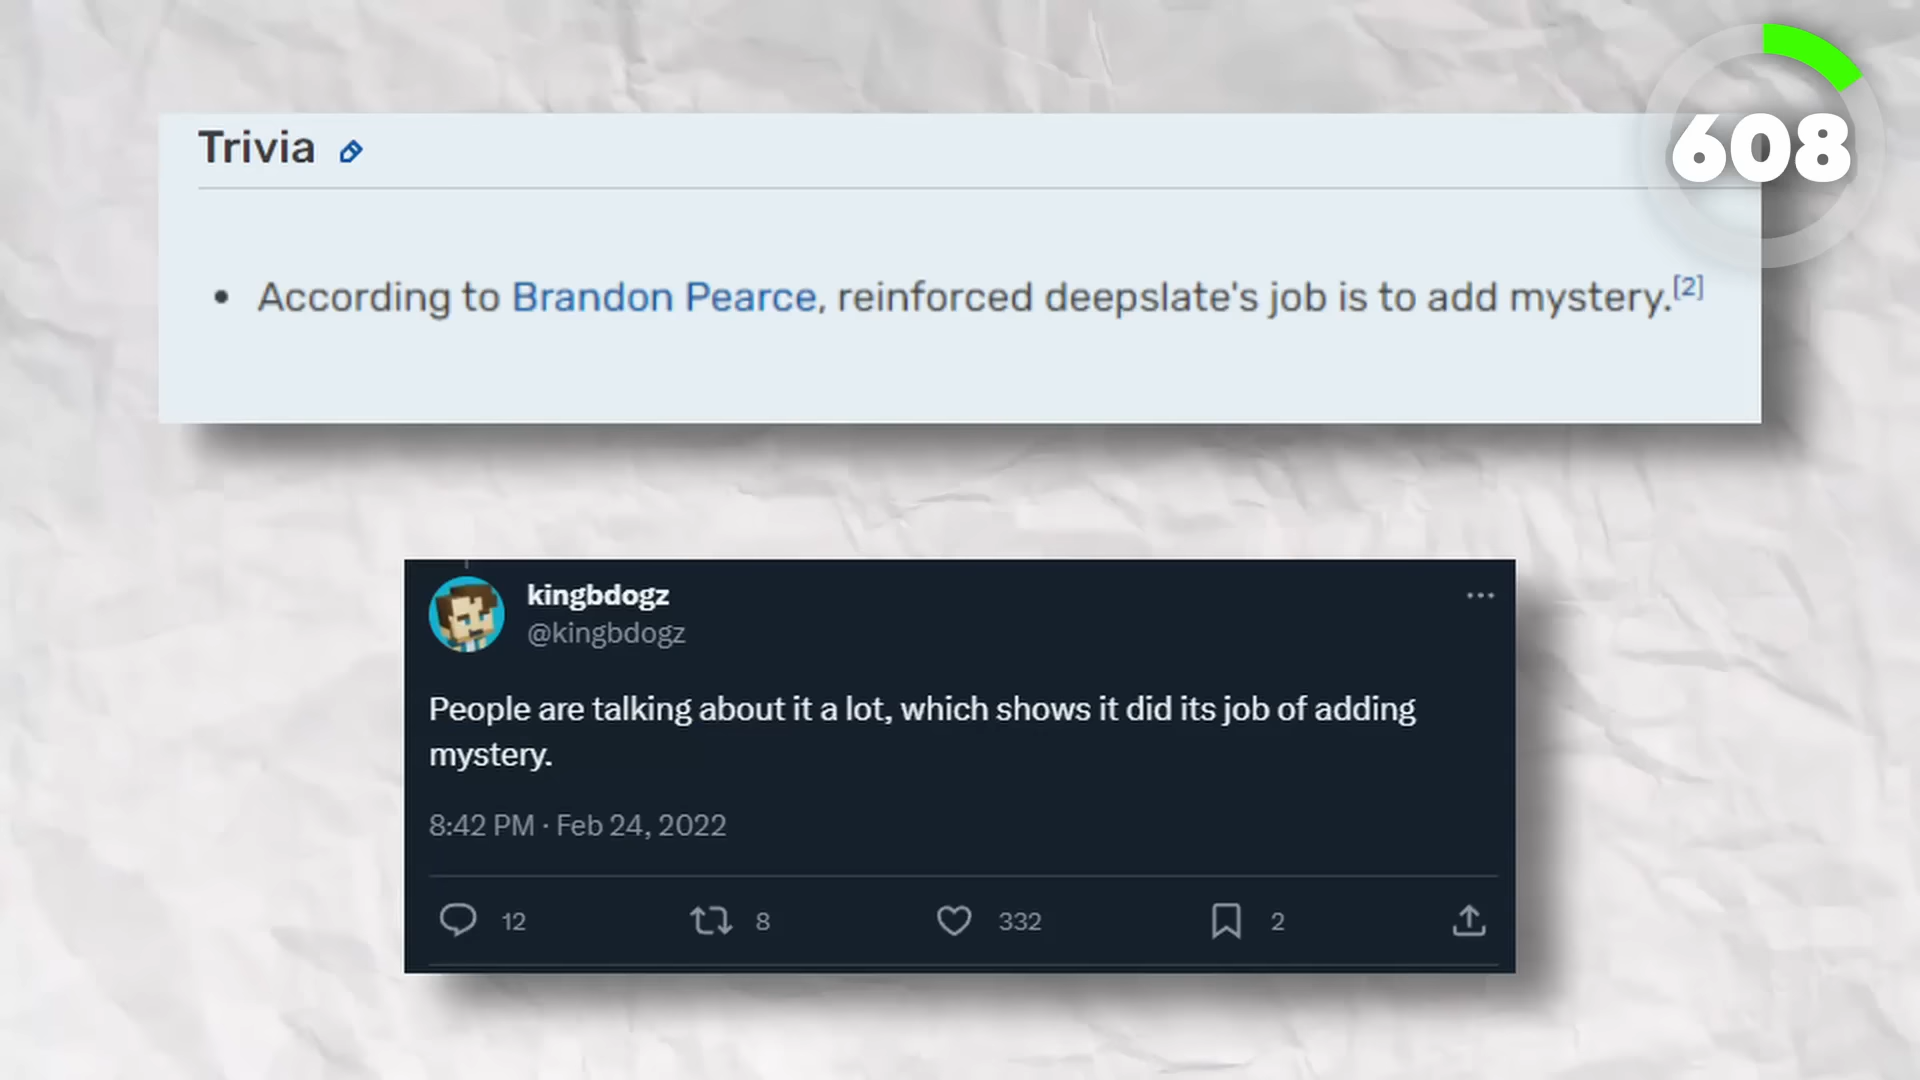 608
Trivia
• According to Brandon Pearce, reinforced deepslate's job is to add mystery.[2]
kingbdogz
@kingbdogz
People are talking about it a lot, which shows it did its job of adding
mystery.
8:42 PM · Feb 24, 2022
12 8 332 2